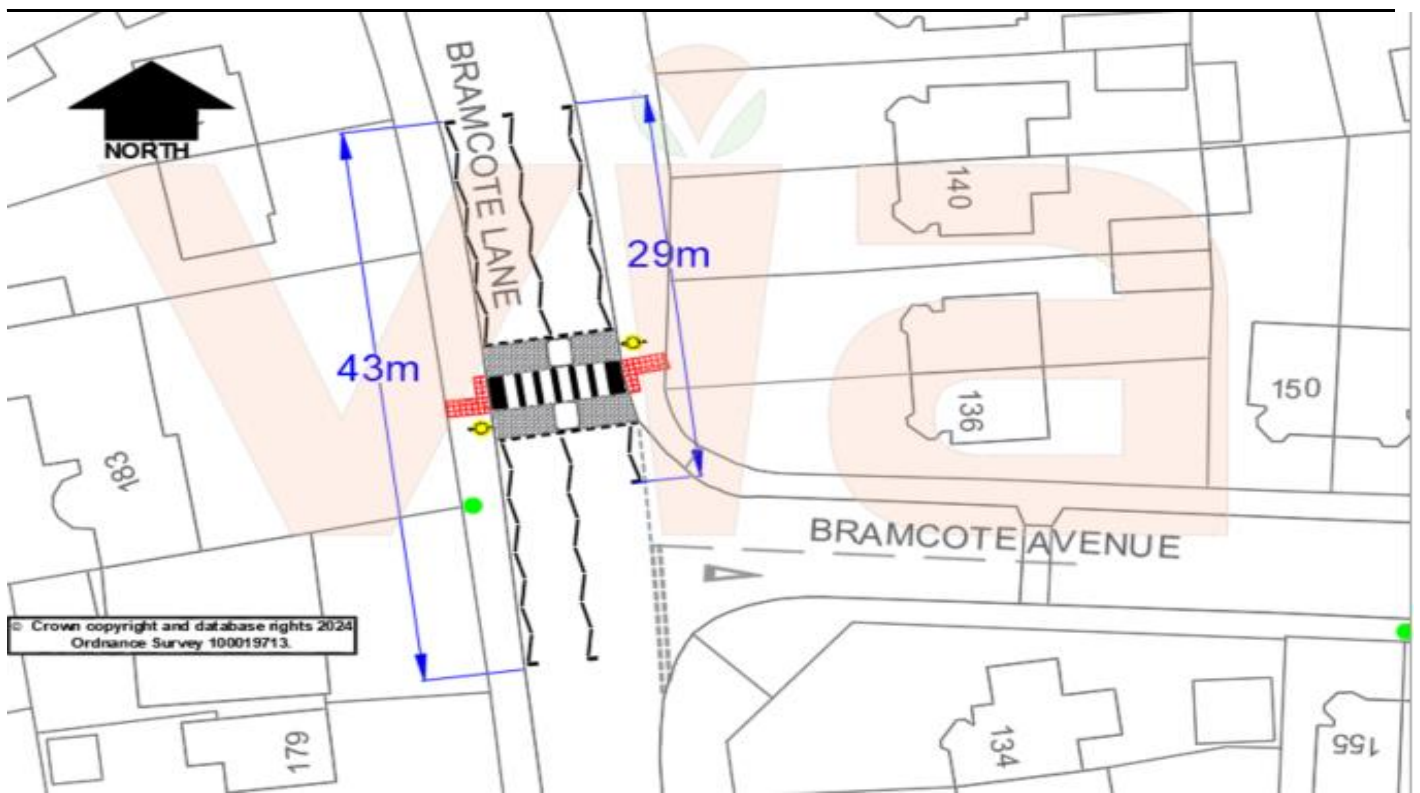 BRAMCOTE LANE
NORTH
140
29m
43m
136
150
183
BRAMCOTE AVENUE
© Crown copyright and database rights 2024
Ordnance Survey 100019713.
179
134
155
via